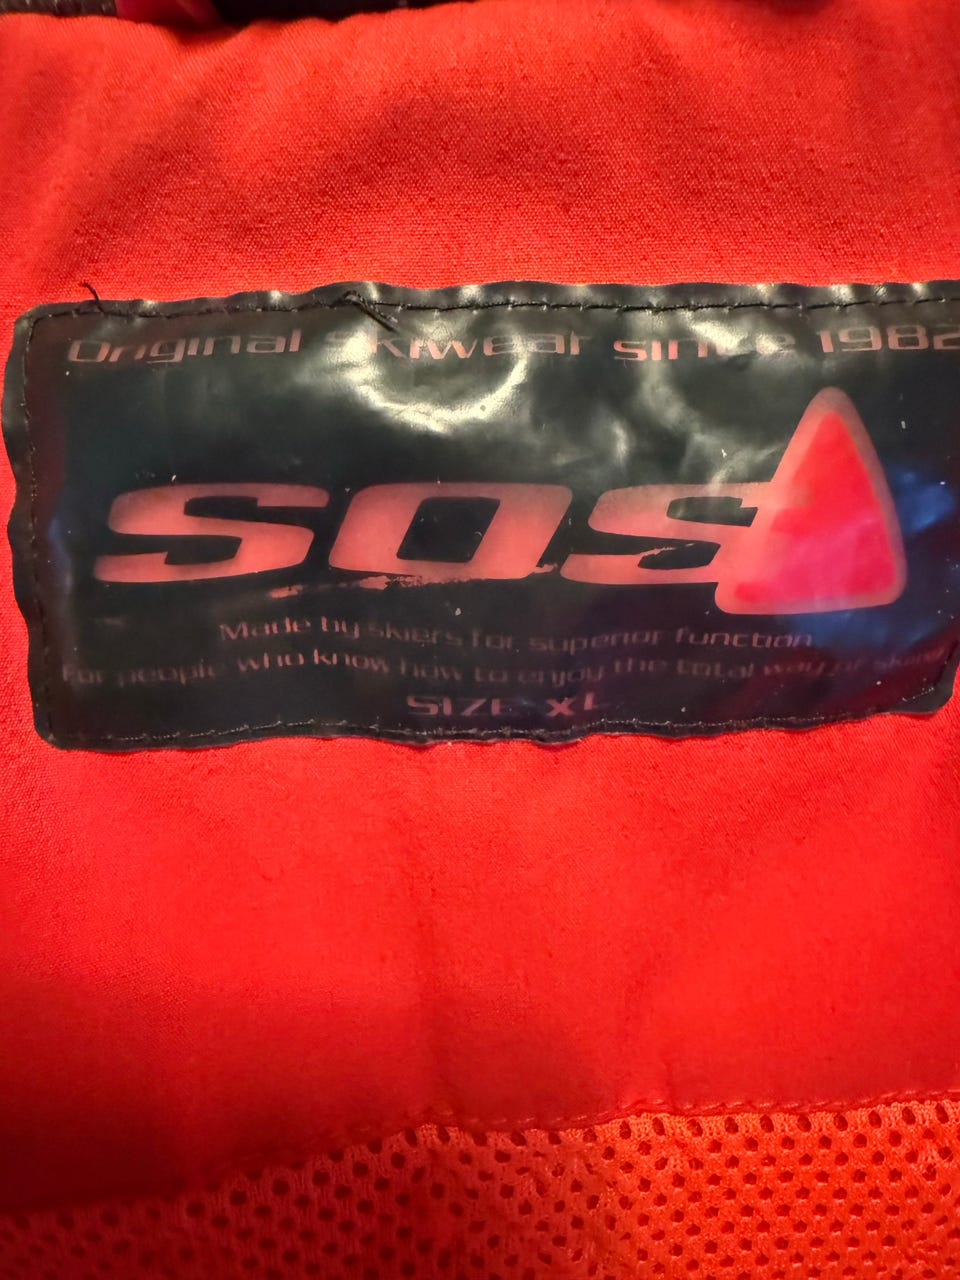 Original Skiwear since 1982
SOS
Made by skiers for superior function
For people who know how to enjoy the total way of skiing
SIZE XL